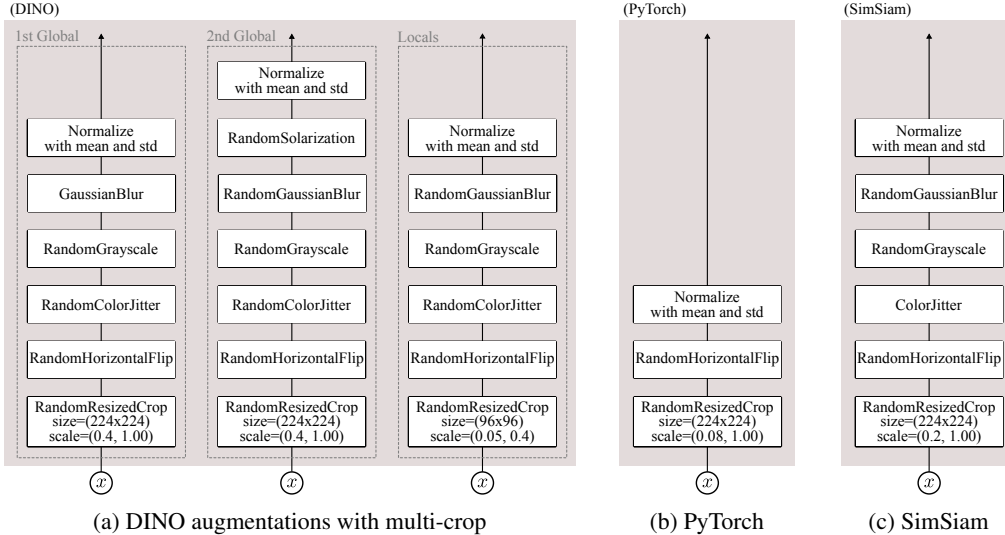 (DINO)
1st Global
Normalize
with mean and std
GaussianBlur
RandomGrayscale
RandomColorJitter
RandomHorizontalFlip
RandomResizedCrop
size=(224x224)
scale=(0.4, 1.00)
x
2nd Global
Normalize
with mean and std
RandomSolarization
RandomGaussianBlur
RandomGrayscale
RandomColorJitter
RandomHorizontalFlip
RandomResizedCrop
size=(224x224)
scale=(0.4, 1.00)
x
Locals
Normalize
with mean and std
RandomGaussianBlur
RandomGrayscale
RandomColorJitter
RandomHorizontalFlip
RandomResizedCrop
size=(96x96)
scale=(0.05, 0.4)
x
(a) DINO augmentations with multi-crop
(PyTorch)
Normalize
with mean and std
RandomHorizontalFlip
RandomResizedCrop
size=(224x224)
scale=(0.08, 1.00)
x
(b) PyTorch
(SimSiam)
Normalize
with mean and std
RandomGaussianBlur
RandomGrayscale
ColorJitter
RandomHorizontalFlip
RandomResizedCrop
size=(224x224)
scale=(0.2, 1.00)
x
(c) SimSiam